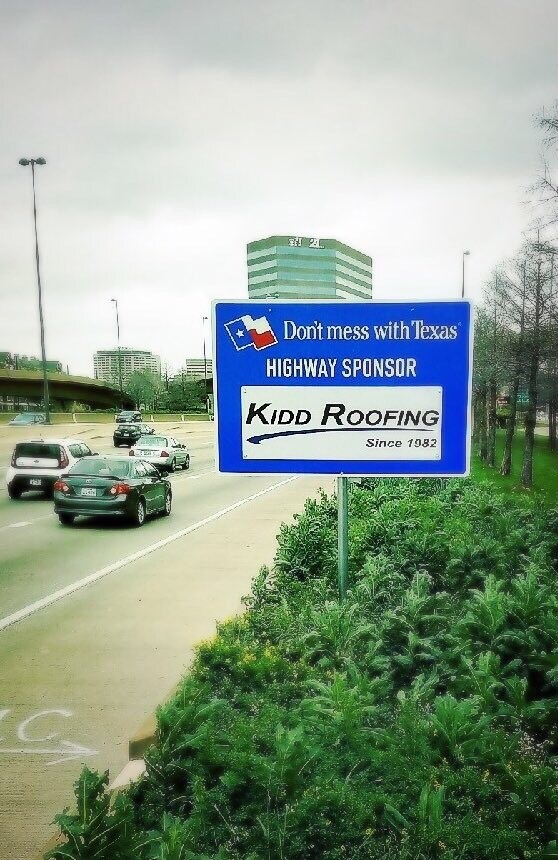 Don't mess with Texas
HIGHWAY SPONSOR
KIDD ROOFING
Since 1982